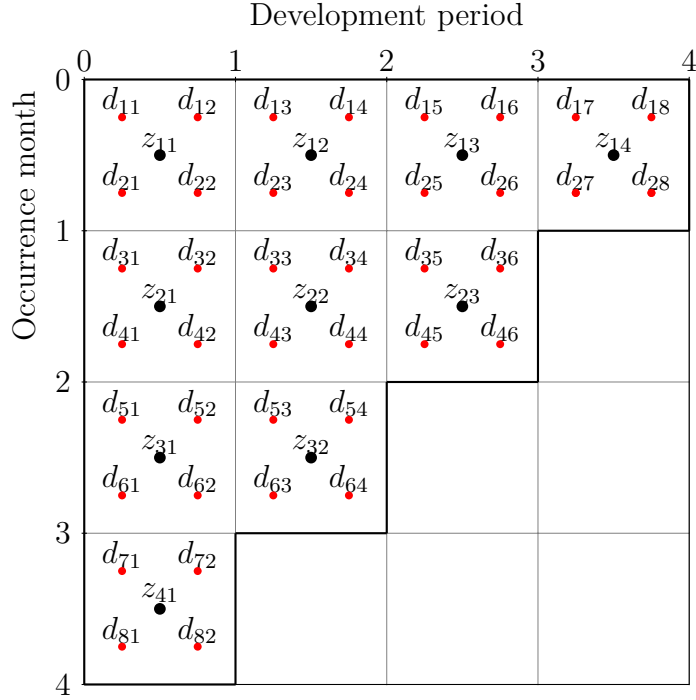 Development period
0 1 2 3 4
Occurrence month
0
d₁₁ d₁₂ d₁₃ d₁₄ d₁₅ d₁₆ d₁₇ d₁₈
z₁₁ z₁₂ z₁₃ z₁₄
d₂₁ d₂₂ d₂₃ d₂₄ d₂₅ d₂₆ d₂₇ d₂₈
1
d₃₁ d₃₂ d₃₃ d₃₄ d₃₅ d₃₆
z₂₁ z₂₂ z₂₃
d₄₁ d₄₂ d₄₃ d₄₄ d₄₅ d₄₆
2
d₅₁ d₅₂ d₅₃ d₅₄
z₃₁ z₃₂
d₆₁ d₆₂ d₆₃ d₆₄
3
d₇₁ d₇₂
z₄₁
d₈₁ d₈₂
4